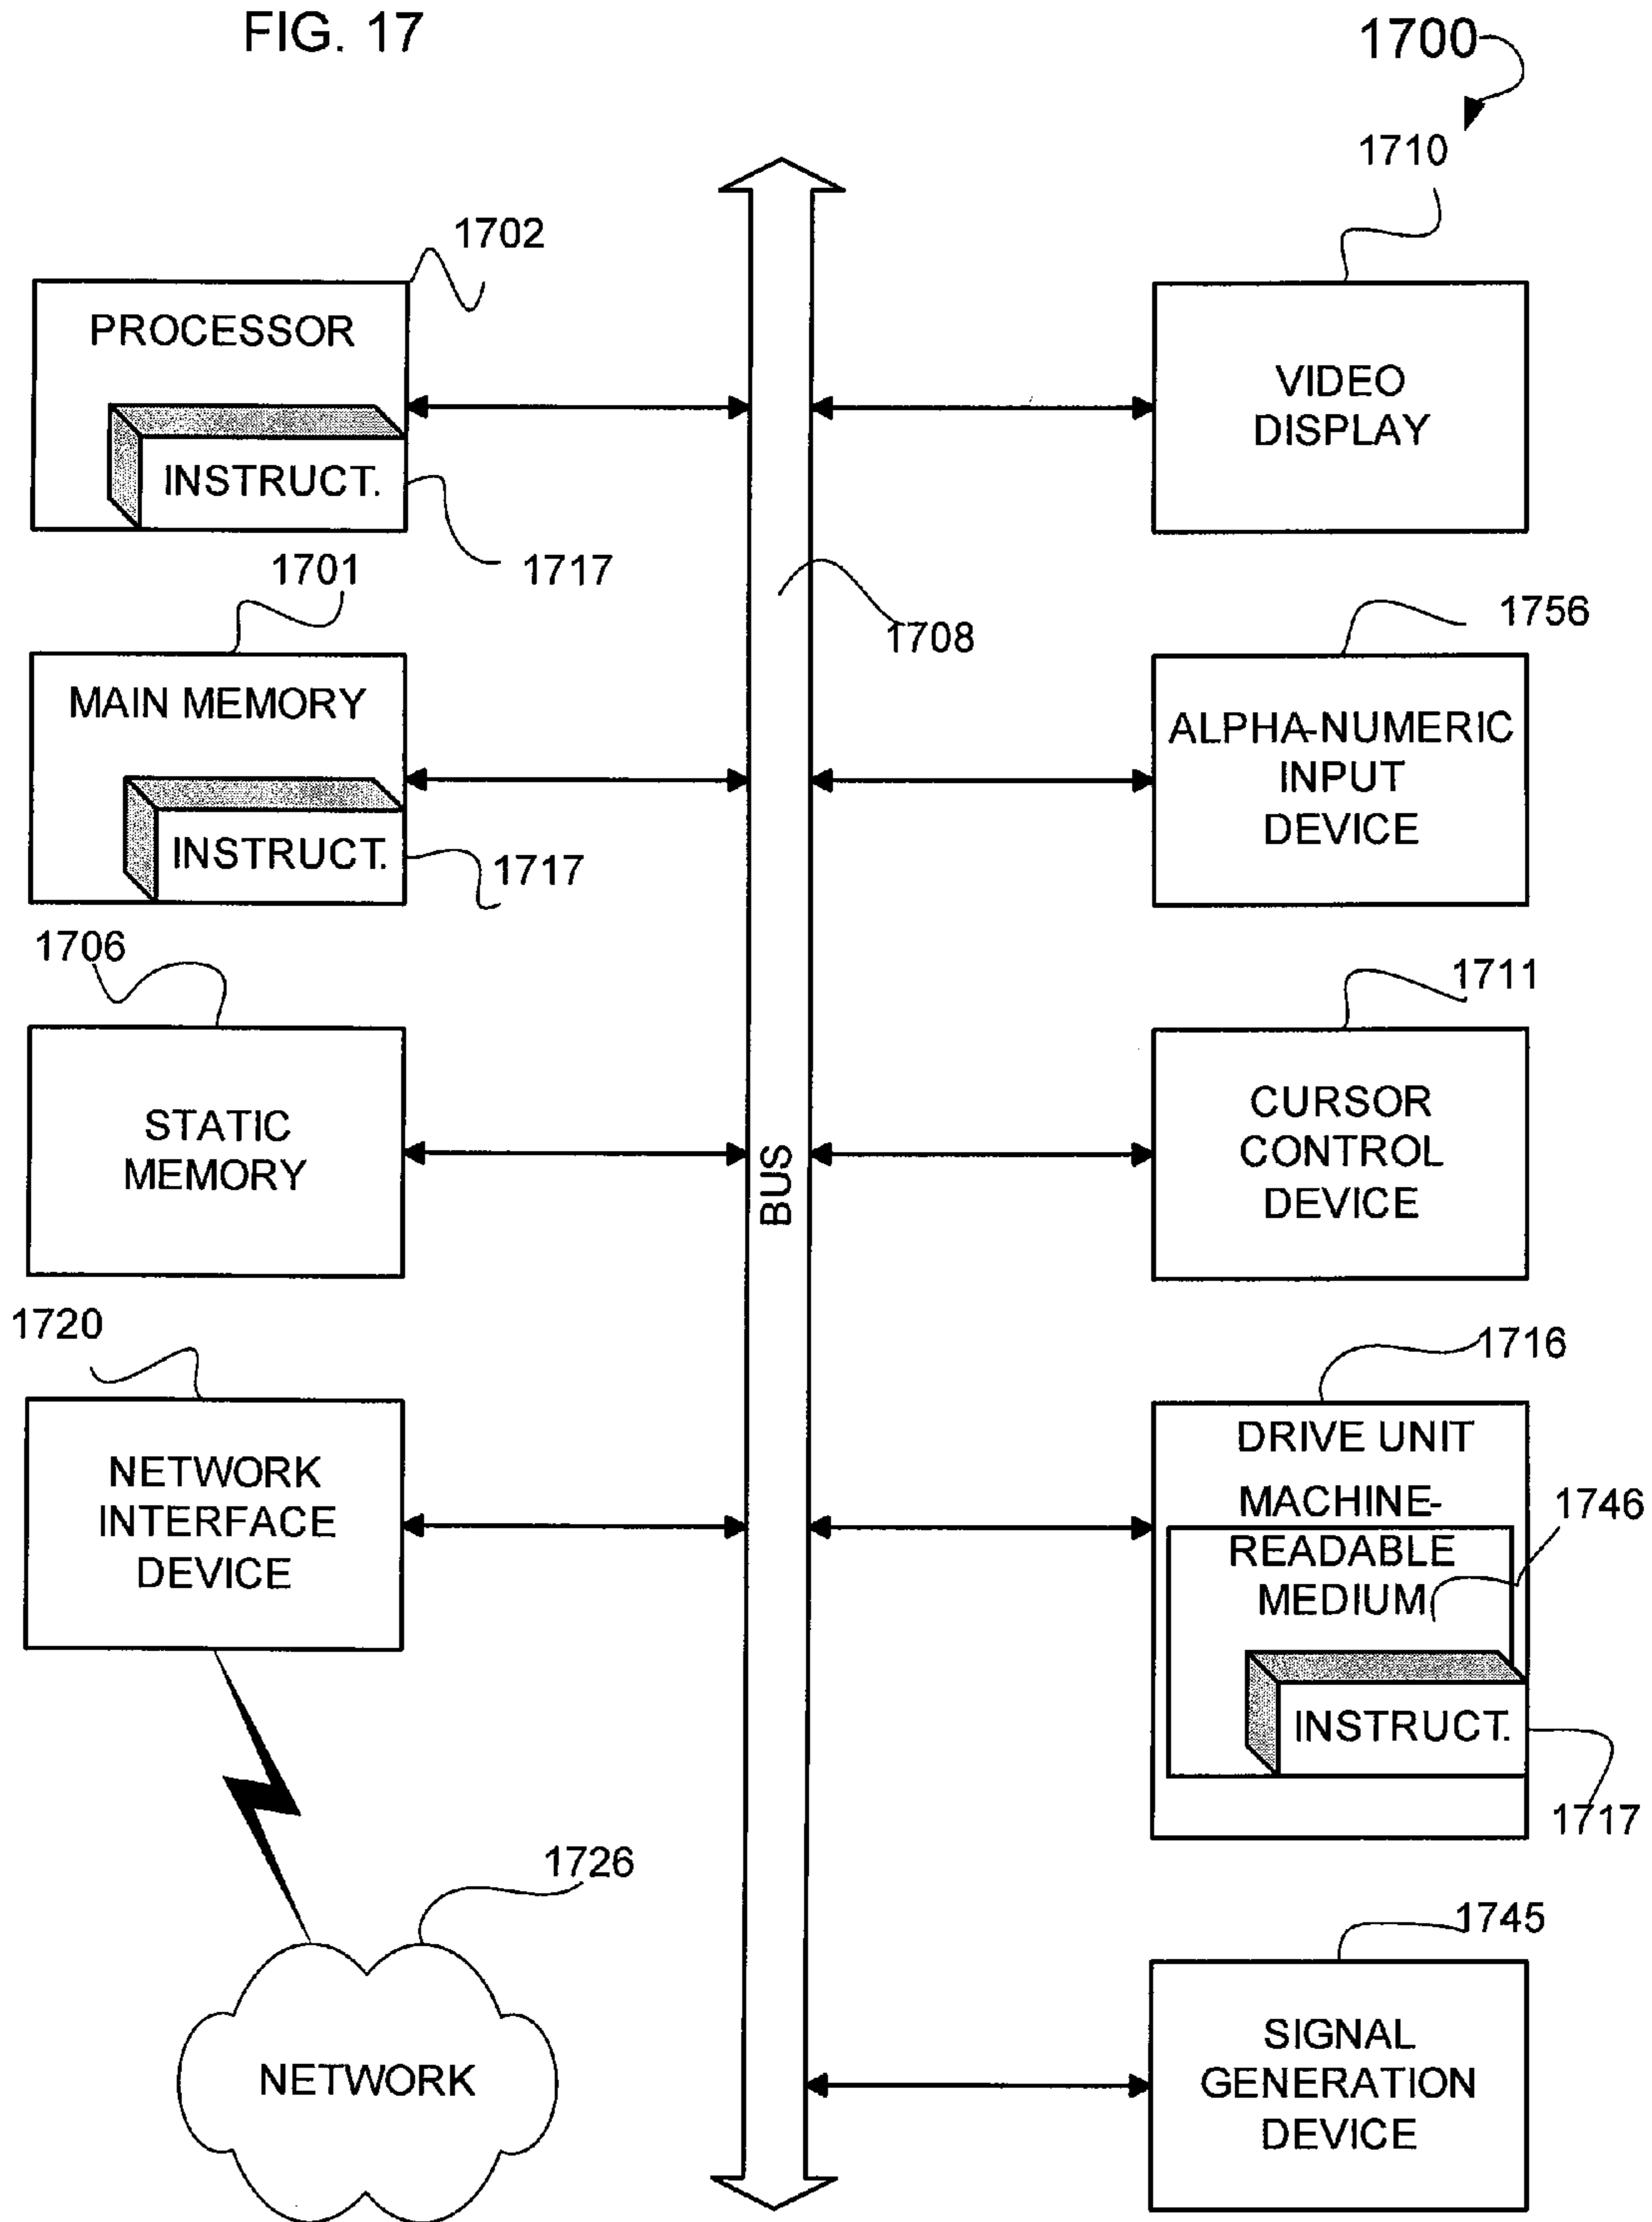 FIG. 17
1700
1710
1702
PROCESSOR
INSTRUCT.
1717
VIDEO
DISPLAY
1701
MAIN MEMORY
INSTRUCT.
1717
1708
1756
ALPHA-NUMERIC
INPUT
DEVICE
1706
STATIC
MEMORY
BUS
1711
CURSOR
CONTROL
DEVICE
1720
NETWORK
INTERFACE
DEVICE
1716
DRIVE UNIT
MACHINE-
READABLE
MEDIUM
1746
INSTRUCT.
1717
1726
NETWORK
1745
SIGNAL
GENERATION
DEVICE